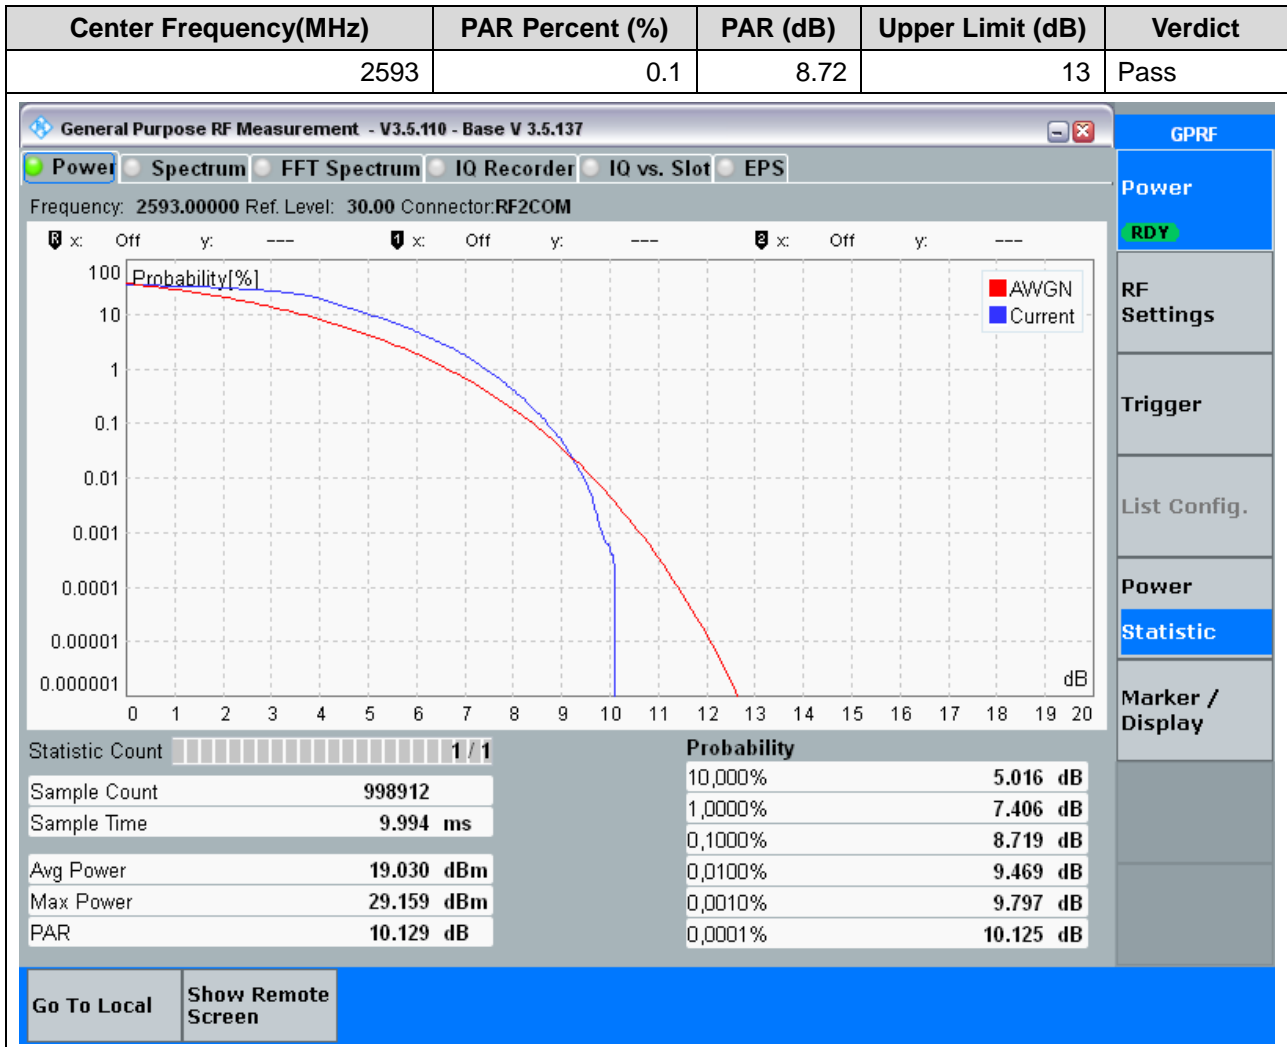 Center Frequency(MHz) PAR Percent (%) PAR (dB) Upper Limit (dB) Verdict
2593 0.1 8.72 13 Pass
General Purpose RF Measurement - V3.5.110 - Base V 3.5.137
GPRF
Power Spectrum FFT Spectrum IQ Recorder IQ vs. Slot EPS
Frequency: 2593.00000 Ref. Level: 30.00 Connector:RF2COM
R x: Off y: --- 1 x: Off y: --- 2 x: Off y: ---
Probability[%]
100
10
1
0.1
0.01
0.001
0.0001
0.00001
0.000001
AWGN
Current
dB
0 1 2 3 4 5 6 7 8 9 10 11 12 13 14 15 16 17 18 19 20
Statistic Count 1 / 1
Sample Count 998912
Sample Time 9.994 ms
Avg Power 19.030 dBm
Max Power 29.159 dBm
PAR 10.129 dB
Probability
10,000% 5.016 dB
1,0000% 7.406 dB
0,1000% 8.719 dB
0,0100% 9.469 dB
0,0010% 9.797 dB
0,0001% 10.125 dB
Power
RDY
RF
Settings
Trigger
List Config.
Power
Statistic
Marker /
Display
Go To Local
Show Remote
Screen